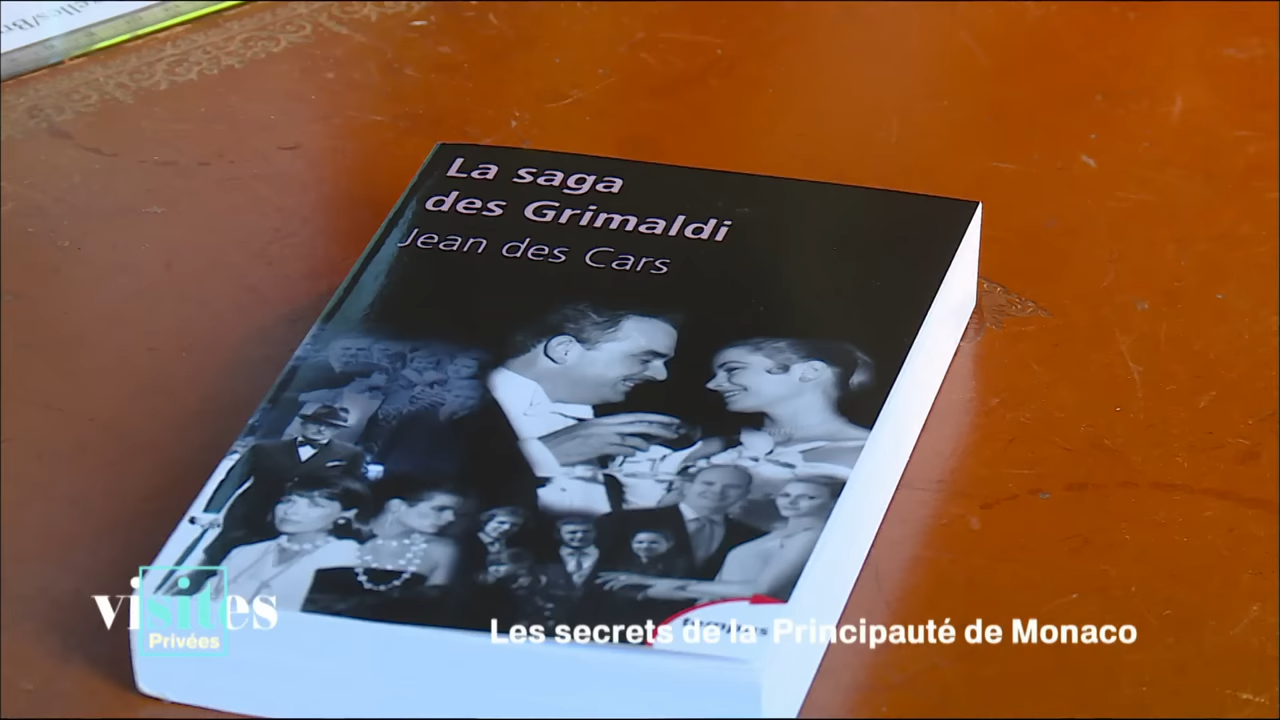 La saga
des Grimaldi
Jean des Cars
visites
Privées
Les secrets de la Principauté de Monaco